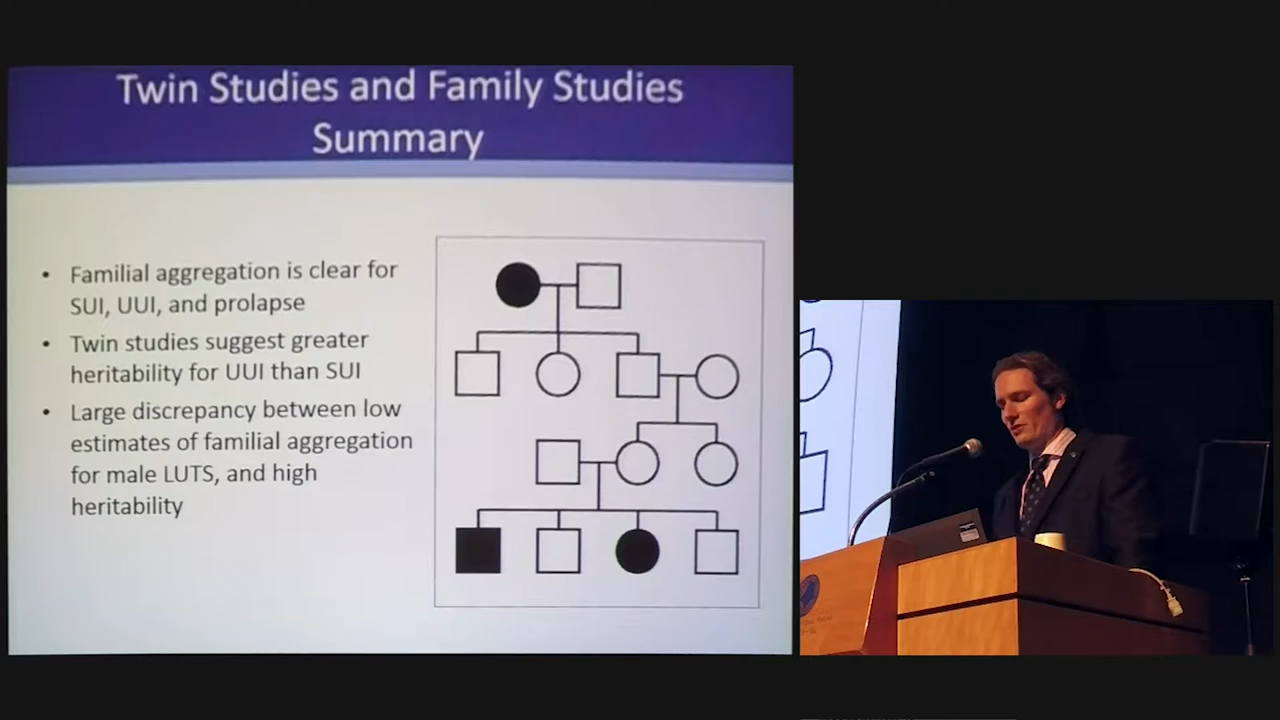 Twin Studies and Family Studies
Summary
• Familial aggregation is clear for
SUI, UUI, and prolapse
• Twin studies suggest greater
heritability for UUI than SUI
• Large discrepancy between low
estimates of familial aggregation
for male LUTS, and high
heritability